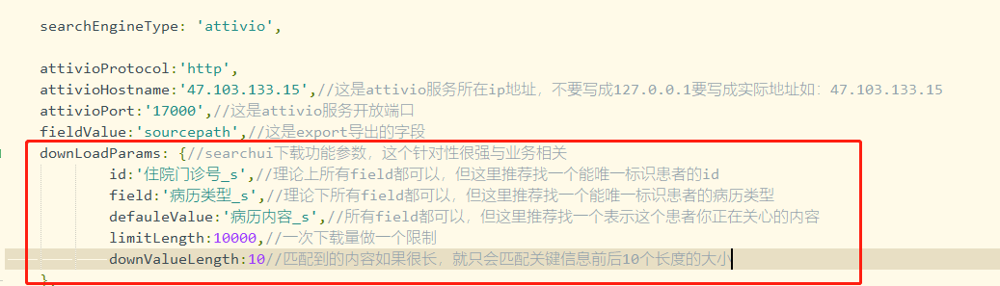 searchEngineType: 'attivio',
attivioProtocol:'http',
attivioHostname:'47.103.133.15',//这是attivio服务所在ip地址，不要写成127.0.0.1要写成实际地址如：47.103.133.15
attivioPort:'17000',//这是attivio服务开放端口
fieldValue:'sourcepath',//这是export导出的字段
downLoadParams: {//searchui下载功能参数，这个针对性很强与业务相关
id:'住院门诊号_s',//理论上所有field都可以，但这里推荐找一个能唯一标识患者的id
field:'病历类型_s',//理论下所有field都可以，但这里推荐找一个能唯一标识患者的病历类型
defauleValue:'病历内容_s',//所有field都可以，但这里推荐找一个表示这个患者你正在关心的内容
limitLength:10000,//一次下载量做一个限制
downValueLength:10//匹配到的内容如果很长，就只会匹配关键信息前后10个长度的大小
},